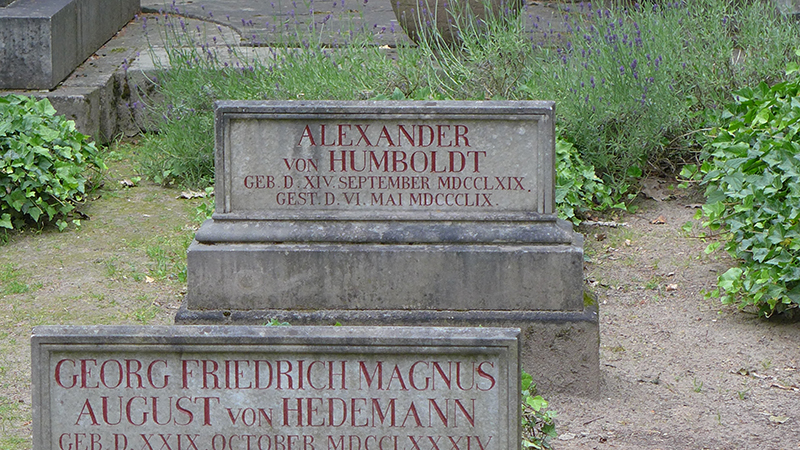 ALEXANDER
VON HUMBOLDT
GEB. D. XIV. SEPTEMBER MDCCLXIX.
GEST. D. VI. MAI MDCCCLIX.
GEORG FRIEDRICH MAGNUS
AUGUST VON HEDEMANN
GEB. D. XXIX. OCTOBER MDCCLXXXIV